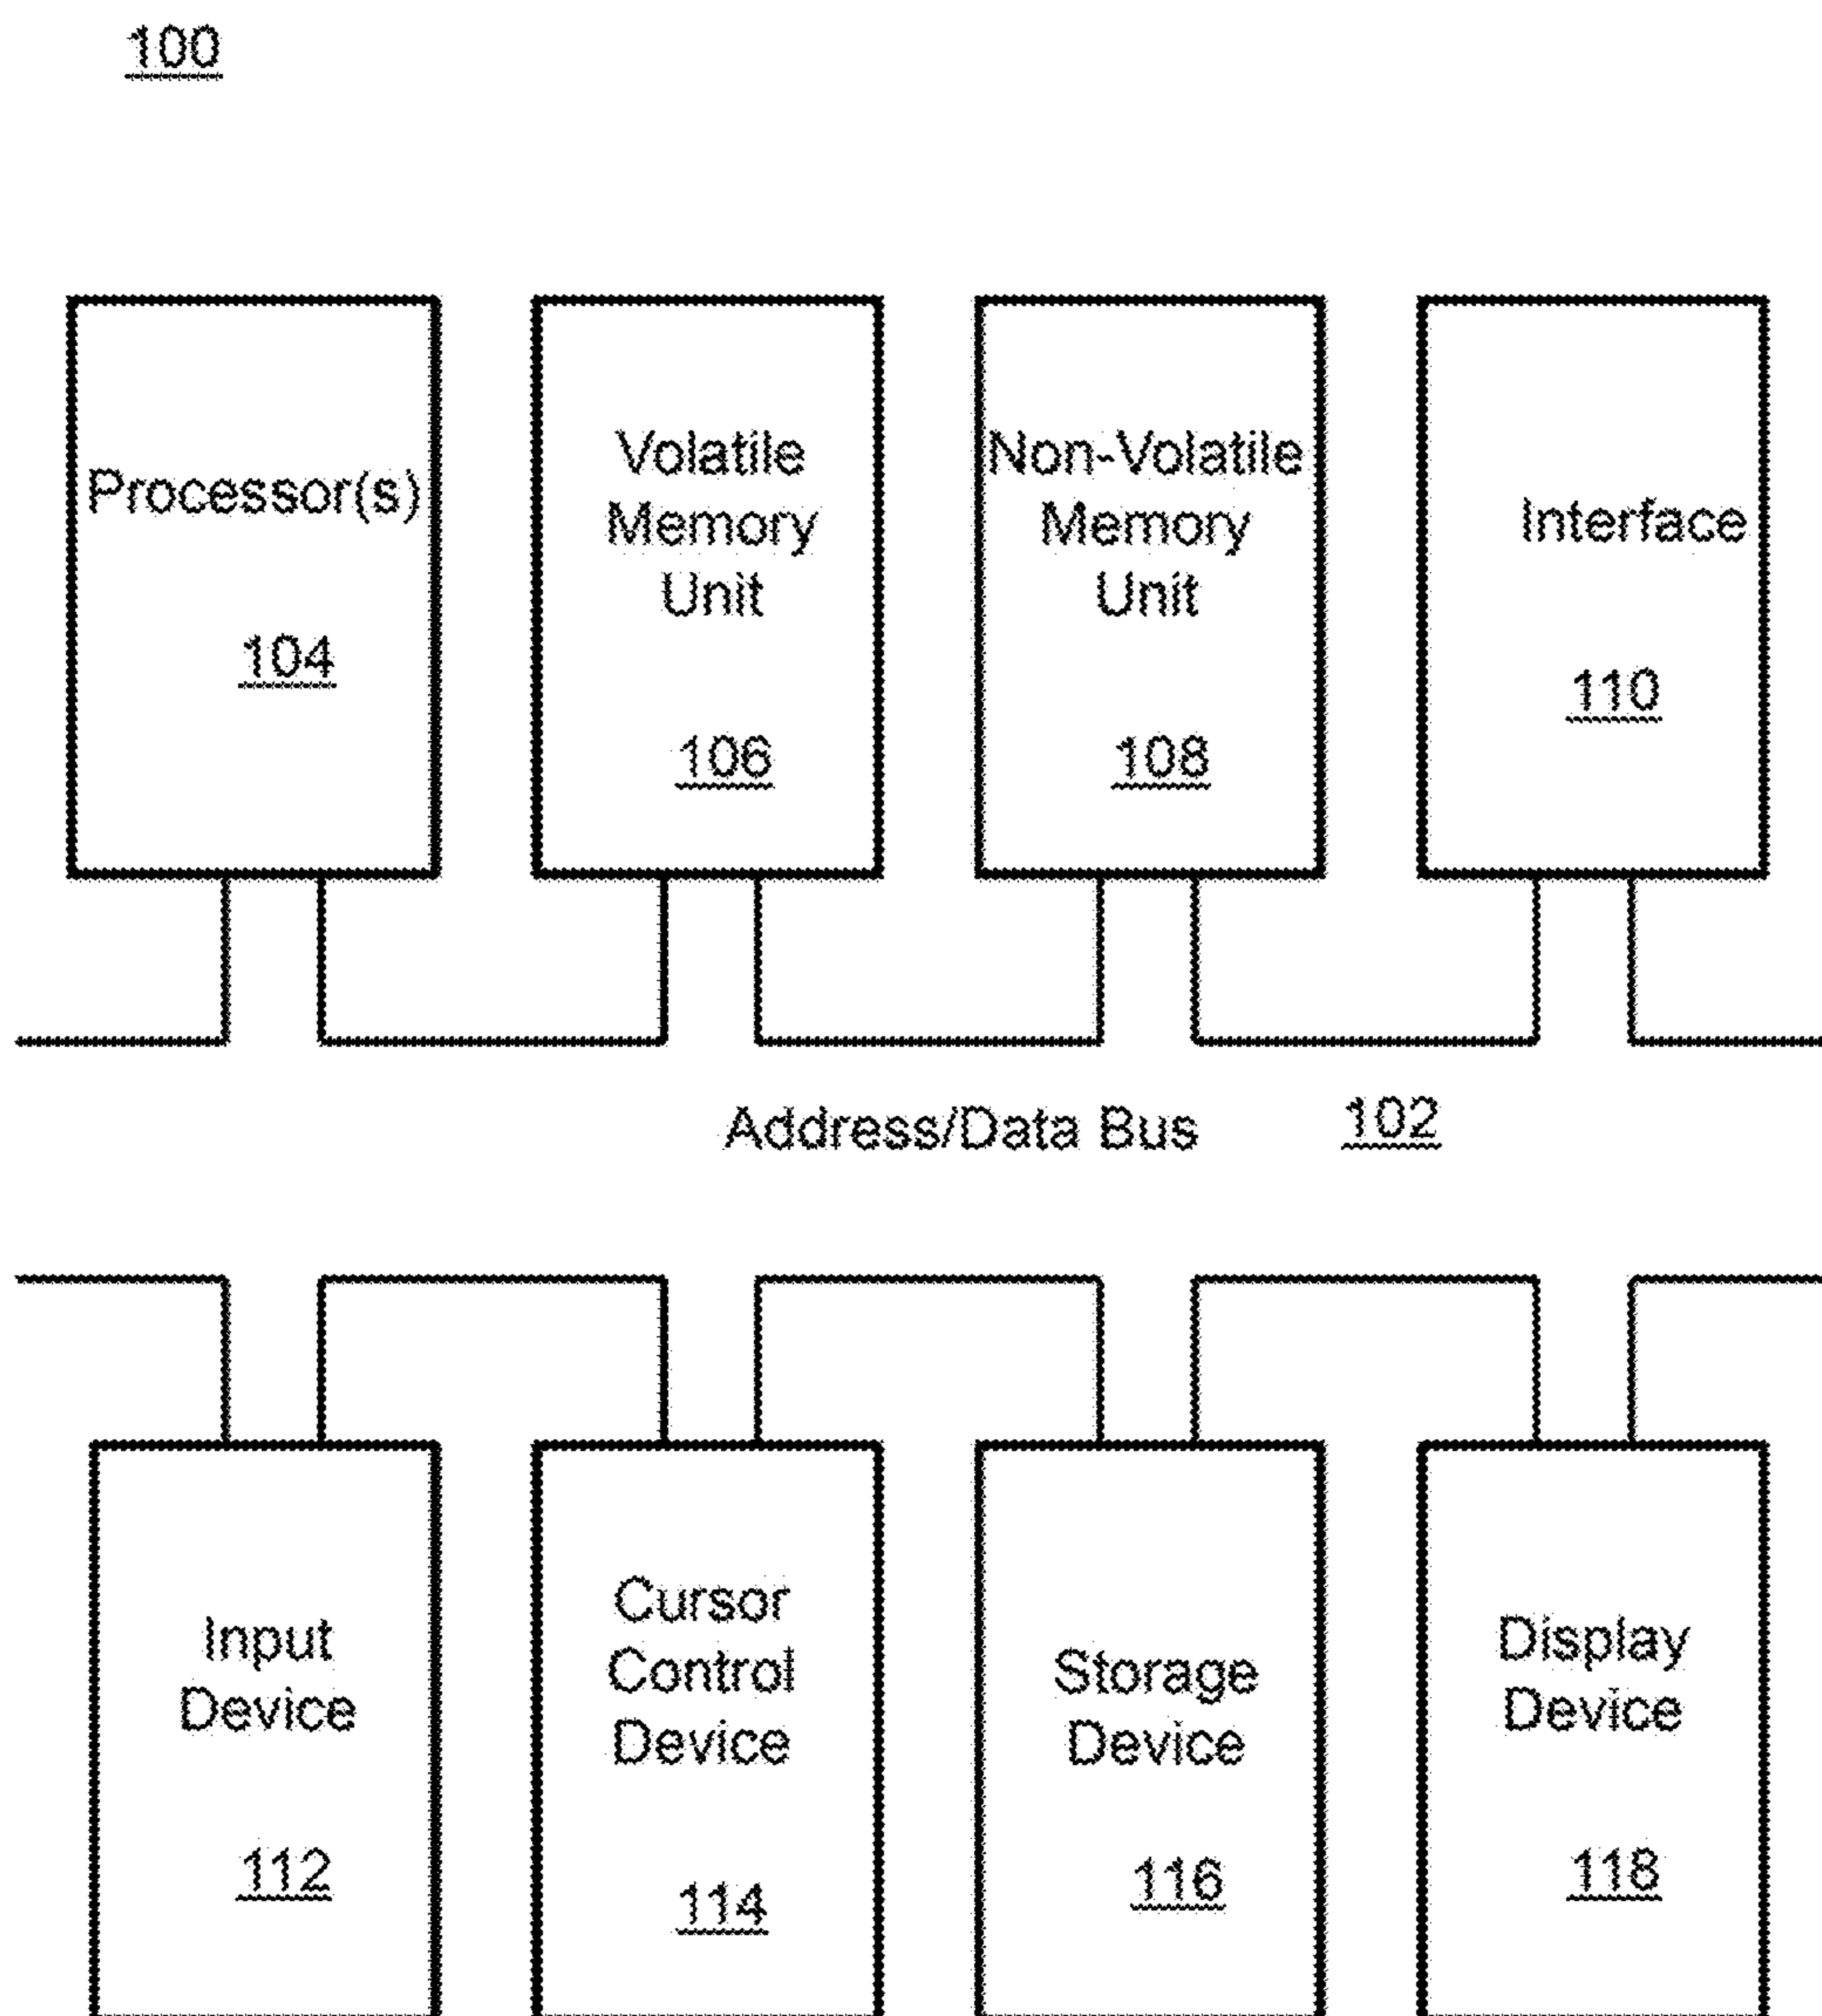 100
Processor(s)
104
Volatile
Memory
Unit
106
Non-Volatile
Memory
Unit
108
Interface
110
Address/Data Bus 102
Input
Device
112
Cursor
Control
Device
114
Storage
Device
116
Display
Device
118